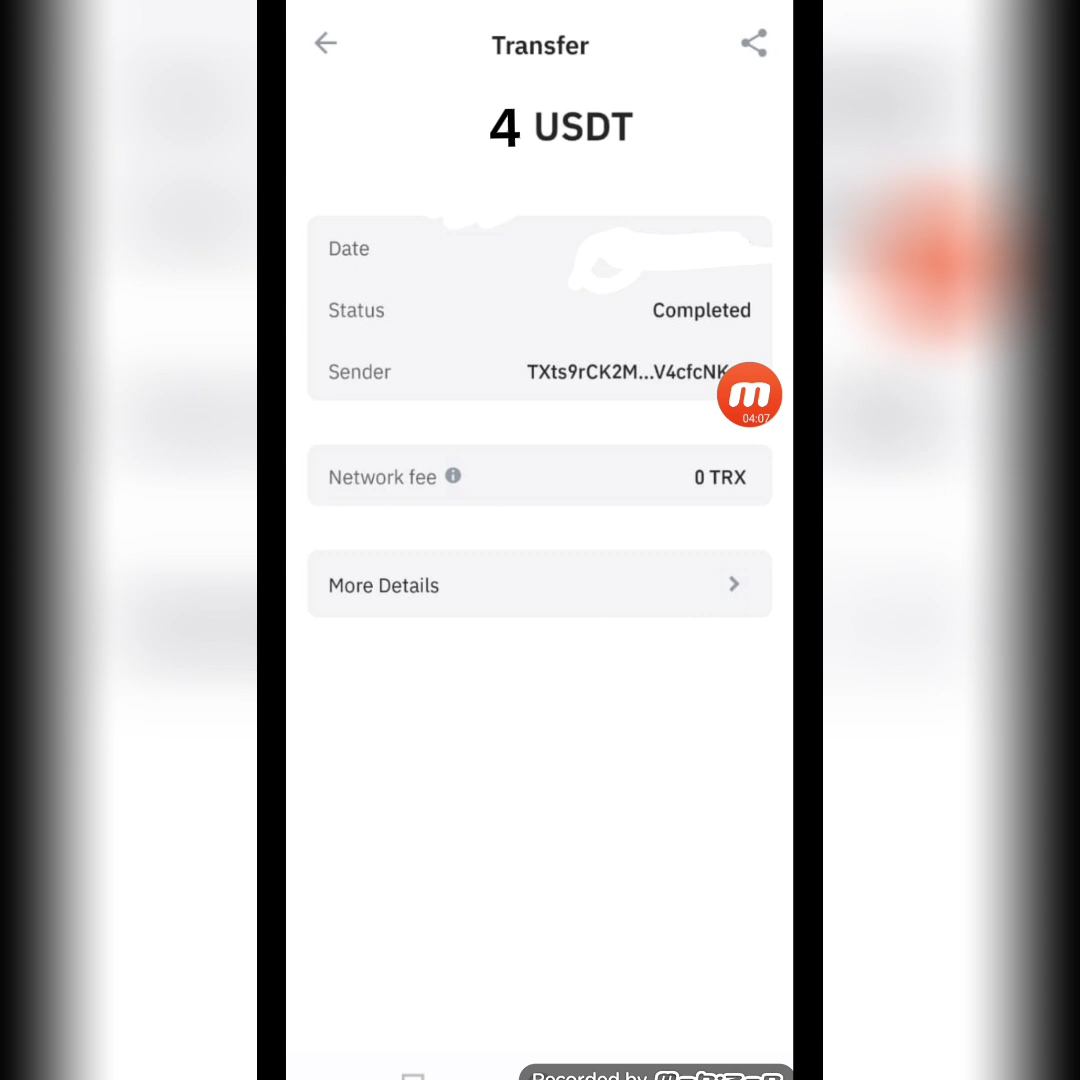 Transfer
4 USDT
Date
Status Completed
Sender TXts9rCK2M...V4cfcNK
m
04:07
Network fee 0 TRX
More Details
Recorded by